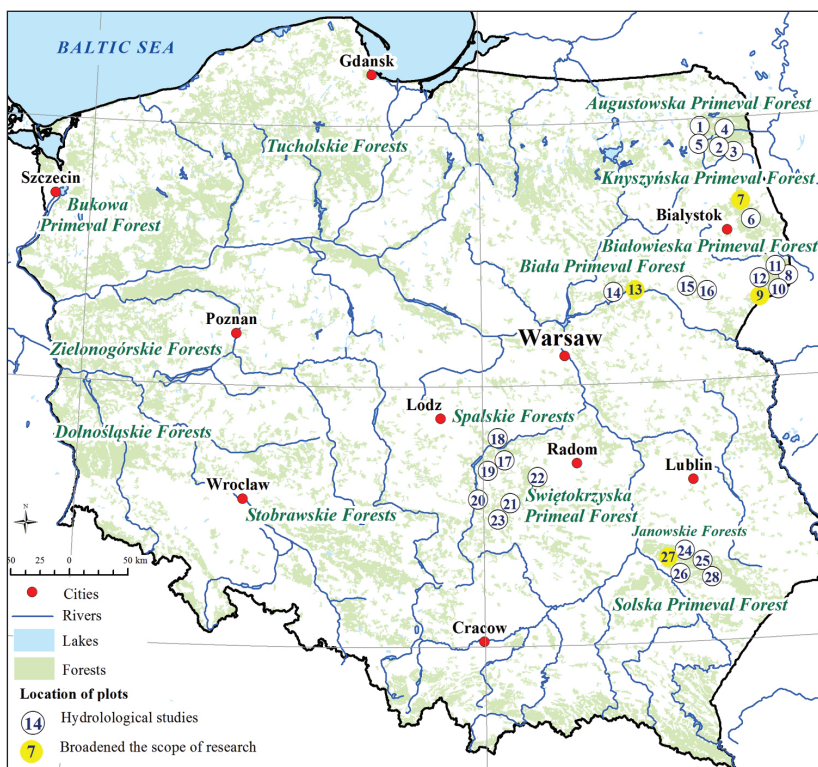 BALTIC SEA
Gdansk
Augustowska Primeval Forest
1
4
5
2
3
Tucholskie Forests
Szczecin
Bukowa
Primeval Forest
Knyszyńska Primeval Forest
7
6
Bialystok
Białowieska Primeval Forest
Biała Primeval Forest
11
12
8
14
13
15
16
9
10
Poznan
Warsaw
Zielonogórskie Forests
Lodz
Spalskie Forests
Dolnośląskie Forests
18
17
19
22
Radom
Lublin
Wroclaw
20
21
23
Świętokrzyska
Primeal Forest
Stobrawskie Forests
Janowskie Forests
27
24
25
26
28
Solska Primeval Forest
Cracow
N
50
25
0
50 km
Cities
Rivers
Lakes
Forests
Location of plots
14
Hydrolological studies
7
Broadened the scope of research